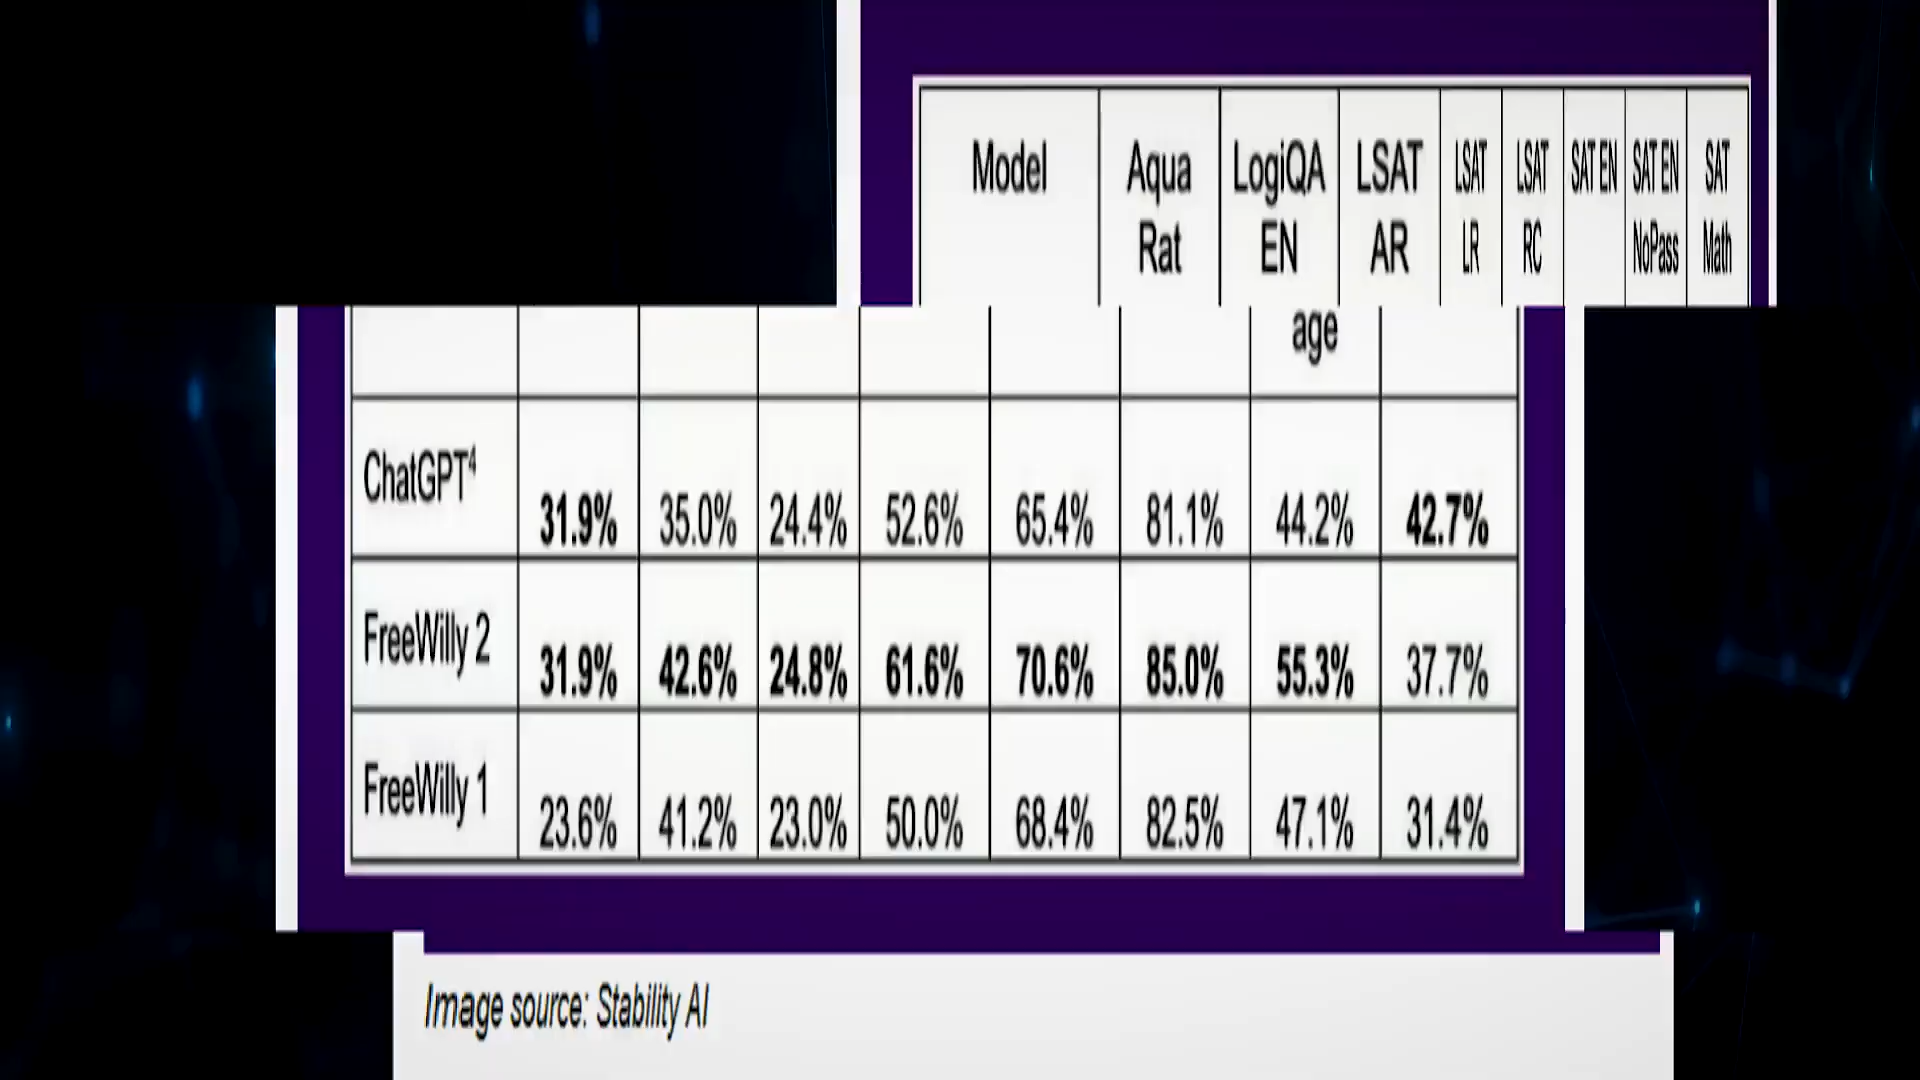 Model Aqua LogiQA LSAT LSAT LSAT SAT EN SAT EN SAT
Rat EN AR LR RC NoPass Math
age
ChatGPT⁴ 31.9% 35.0% 24.4% 52.6% 65.4% 81.1% 44.2% 42.7%
FreeWilly 2 31.9% 42.6% 24.8% 61.6% 70.6% 85.0% 55.3% 37.7%
FreeWilly 1 23.6% 41.2% 23.0% 50.0% 68.4% 82.5% 47.1% 31.4%
Image source: Stability AI